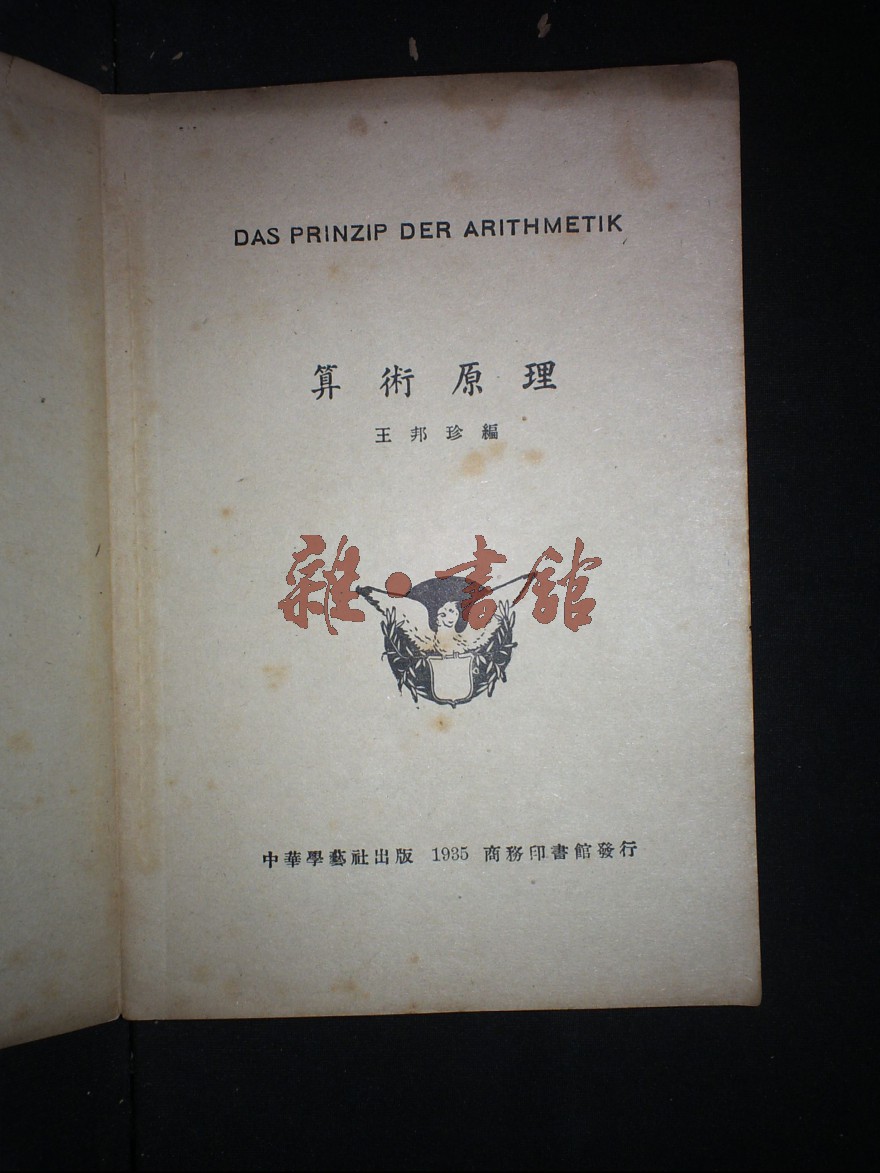 DAS PRINZIP DER ARITHMETIK
算術原理
王邦珍編
雜·書館
中華學藝社出版 1935 商務印書館發行